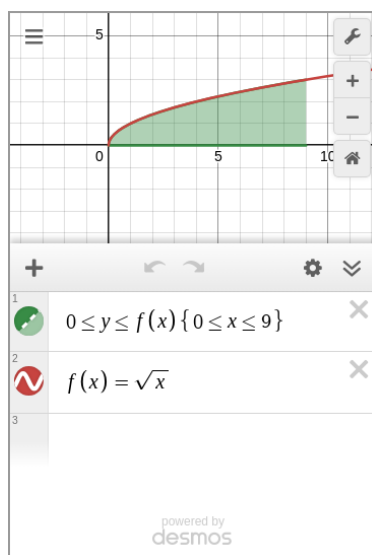 5
0
5
10
1
0 ≤ y ≤ f(x) {0 ≤ x ≤ 9}
2
f(x) = √x
3
powered by
desmos